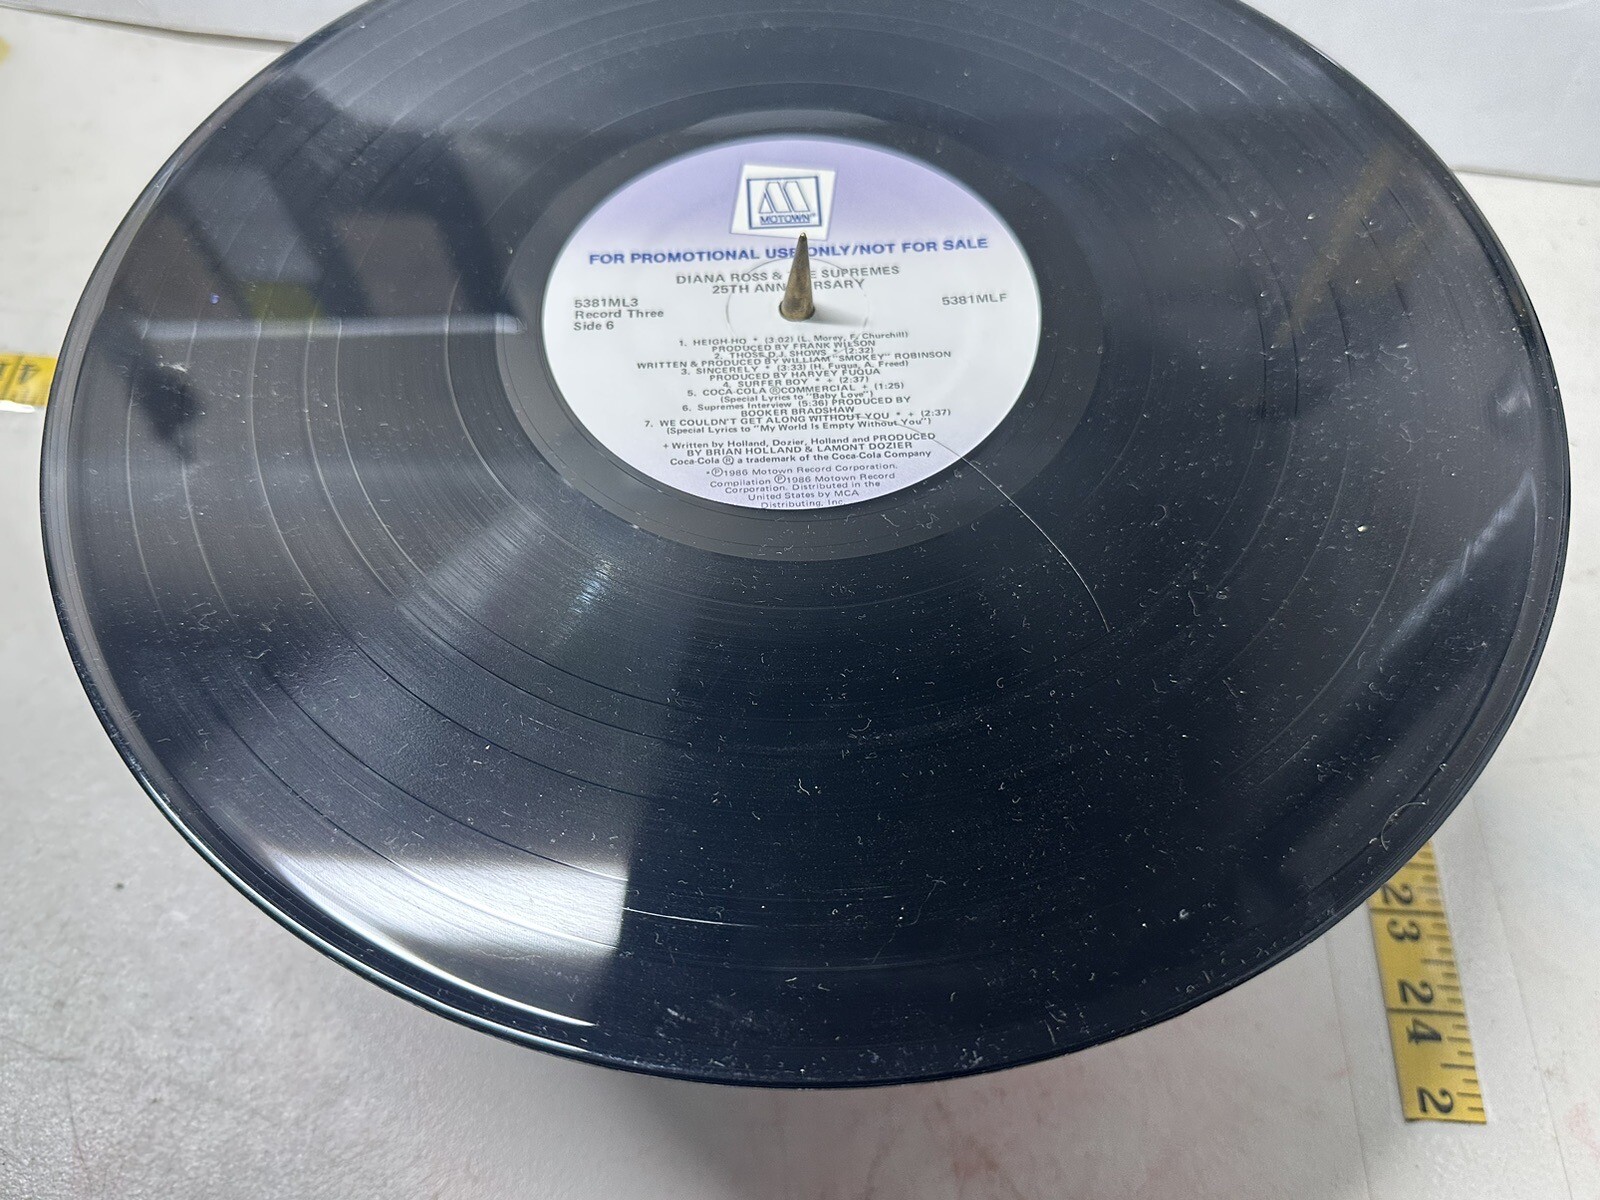 MOTOWN®
FOR PROMOTIONAL USE ONLY/NOT FOR SALE
DIANA ROSS & SUPREMES
25TH
5381ML3
Record Three
Side 6
5381MLF
1. HEIGH-HO * (3:02) (L. Morey, F. Churchill)
PRODUCED BY FRANK WILSON
2. THOSE D.J. SHOWS * (2:32)
WRITTEN & PRODUCED BY WILLIAM "SMOKEY" ROBINSON
3. SINCERELY * (3:33) (H. Fuqua, A. Freed)
PRODUCED BY HARVEY FUQUA
4. SURFER BOY * + (2:37)
5. COCA-COLA ® COMMERCIAL + (1:25)
(Special Lyrics to "Baby Love")
6. Supremes Interview (5:36) PRODUCED BY
BOOKER BRADSHAW
7. WE COULDN'T GET ALONG WITHOUT YOU * + (2:37)
(Special Lyrics to "My World Is Empty Without You")
+ Written by Holland, Dozier, Holland and PRODUCED
BY BRIAN HOLLAND & LAMONT DOZIER
Coca-Cola ® a trademark of the Coca-Cola Company
* ℗1986 Motown Record Corporation.
Compilation ℗1986 Motown Record
Corporation. Distributed in the
United States by MCA
Distributing, Inc.
41
23
24
2